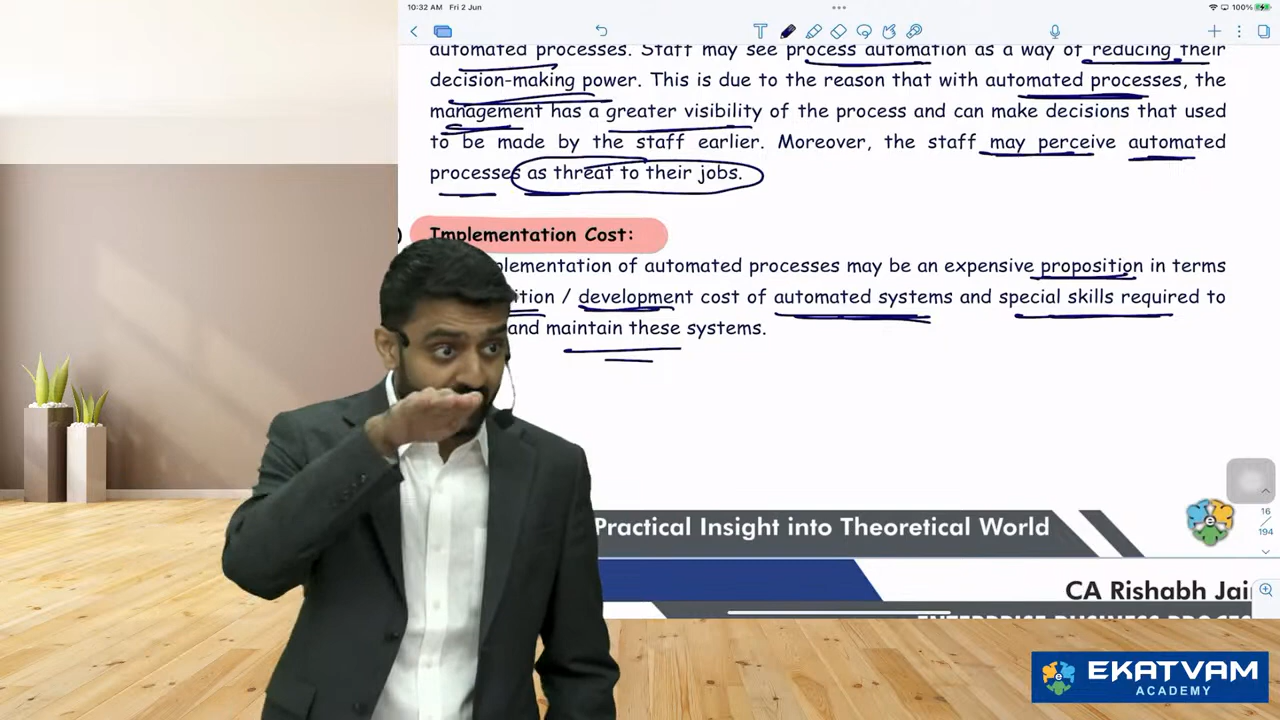 10:32 AM Fri 2 Jun
100%
automated processes. Staff may see process automation as a way of reducing their
decision-making power. This is due to the reason that with automated processes, the
management has a greater visibility of the process and can make decisions that used
to be made by the staff earlier. Moreover, the staff may perceive automated
processes as threat to their jobs.
) Implementation Cost:
plementation of automated processes may be an expensive proposition in terms
ition / development cost of automated systems and special skills required to
and maintain these systems.
16
/
194
Practical Insight into Theoretical World
CA Rishabh Jai
ENTERPRISE BUSINESS PROCES
EKATVAM
ACADEMY